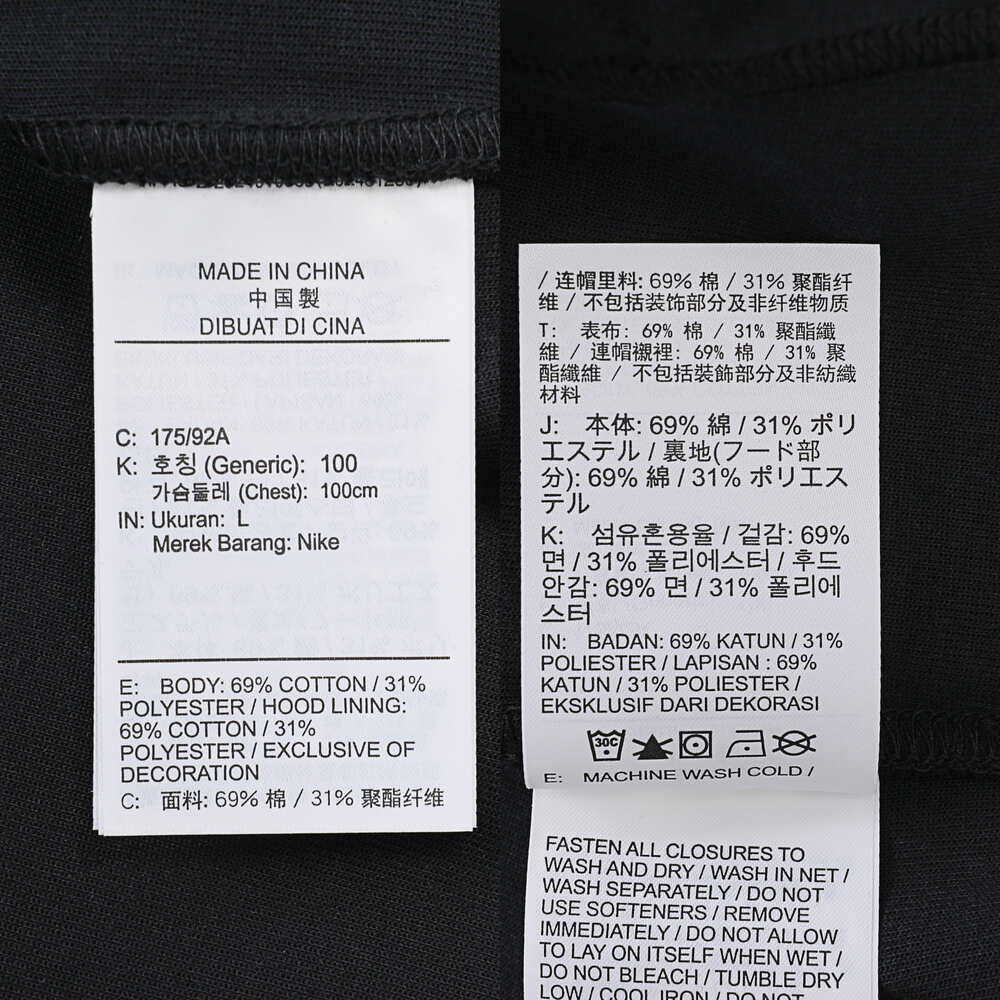 MADE IN CHINA
中国製
DIBUAT DI CINA
C: 175/92A
K: 호칭 (Generic): 100
가슴둘레 (Chest): 100cm
IN: Ukuran: L
Merek Barang: Nike
E: BODY: 69% COTTON / 31%
POLYESTER / HOOD LINING:
69% COTTON / 31%
POLYESTER / EXCLUSIVE OF
DECORATION
C: 面料: 69% 棉 / 31% 聚酯纤维
/ 连帽里料: 69% 棉 / 31% 聚酯纤
维 / 不包括装饰部分及非纤维物质
T: 表布: 69% 棉 / 31% 聚酯纖
維 / 連帽襯裡: 69% 棉 / 31% 聚
酯纖維 / 不包括裝飾部分及非紡織
材料
J: 本体: 69% 綿 / 31% ポリ
エステル / 裏地(フード部
分): 69% 綿 / 31% ポリエス
テル
K: 섬유혼용율 / 겉감: 69%
면 / 31% 폴리에스터 / 후드
안감: 69% 면 / 31% 폴리에
스터
IN: BADAN: 69% KATUN / 31%
POLIESTER / LAPISAN : 69%
KATUN / 31% POLIESTER /
EKSKLUSIF DARI DEKORASI
30C
E: MACHINE WASH COLD /
FASTEN ALL CLOSURES TO
WASH AND DRY / WASH IN NET /
WASH SEPARATELY / DO NOT
USE SOFTENERS / REMOVE
IMMEDIATELY / DO NOT ALLOW
TO LAY ON ITSELF WHEN WET /
DO NOT BLEACH / TUMBLE DRY
LOW / COOL IRON / DO NOT